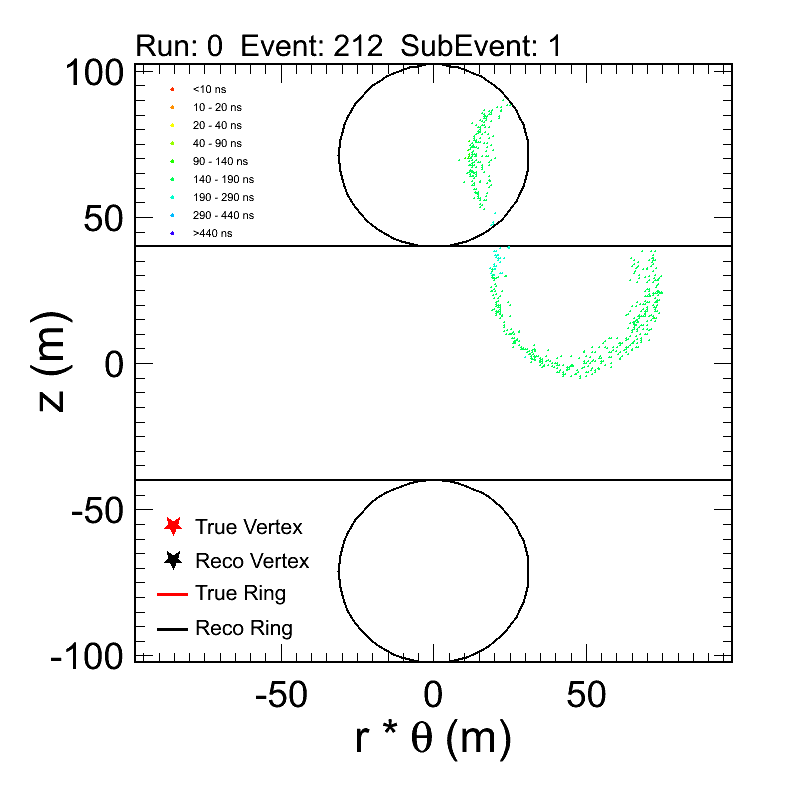 Run: 0 Event: 212 SubEvent: 1
100
<10 ns
10 - 20 ns
20 - 40 ns
40 - 90 ns
90 - 140 ns
140 - 190 ns
190 - 290 ns
290 - 440 ns
>440 ns
50
z (m)
0
-50
True Vertex
Reco Vertex
True Ring
Reco Ring
-100
-50 0 50
r * θ (m)